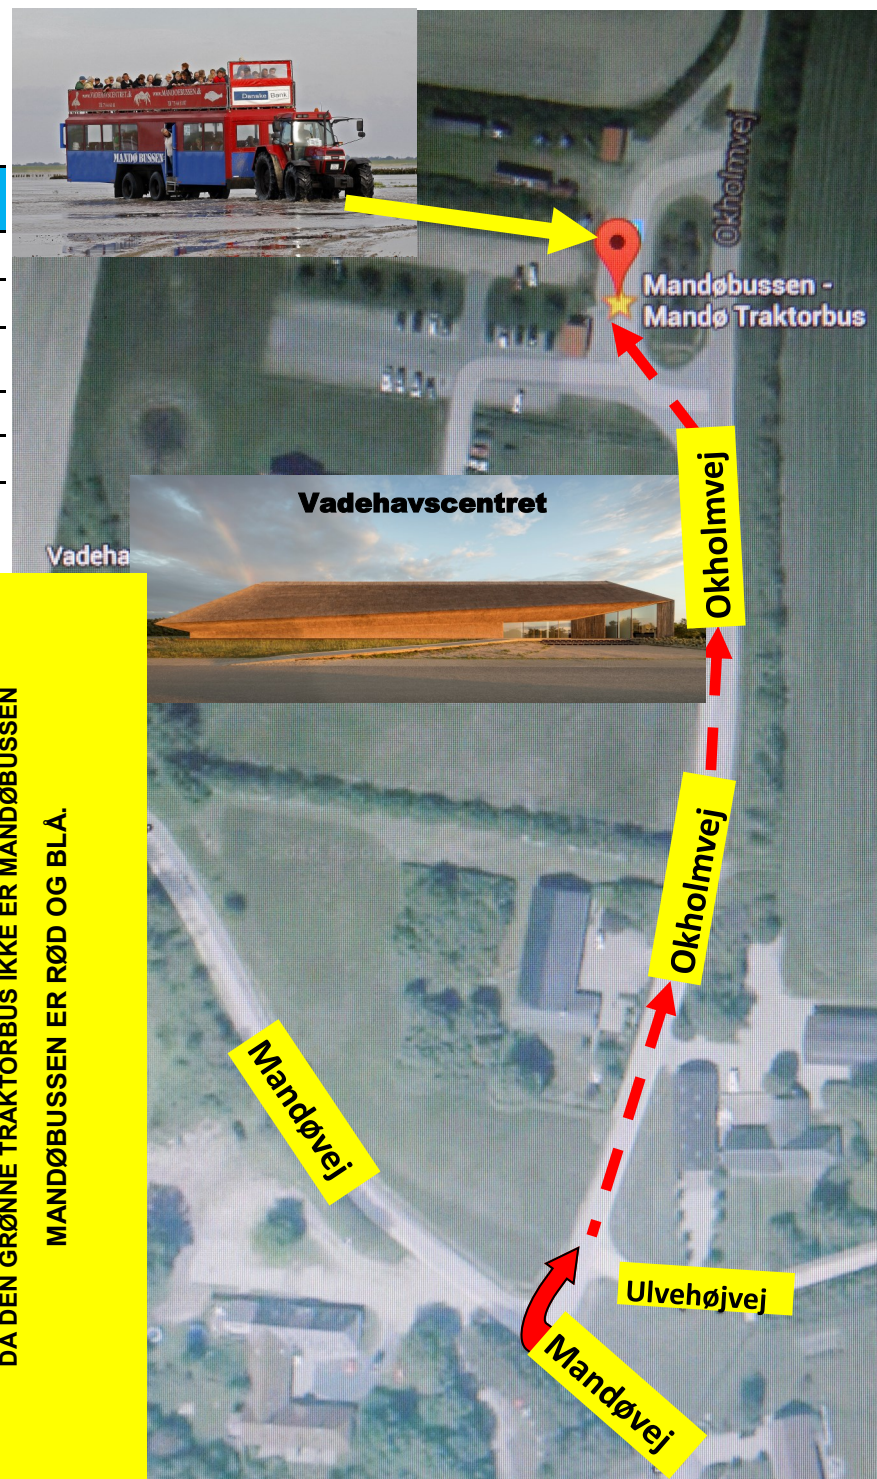 Danske Bank
MANDØ BUSSEN
Okholmvej
Mandøbussen -
Mandø Traktorbus
Okholmvej
Vadehavscentret
Vadeha
DA DEN GRØNNE TRAKTORBUS IKKE ER MANDØBUSSEN
MANDØBUSSEN ER RØD OG BLÅ.
Okholmvej
Mandøvej
Ulvehøjvej
Mandøvej